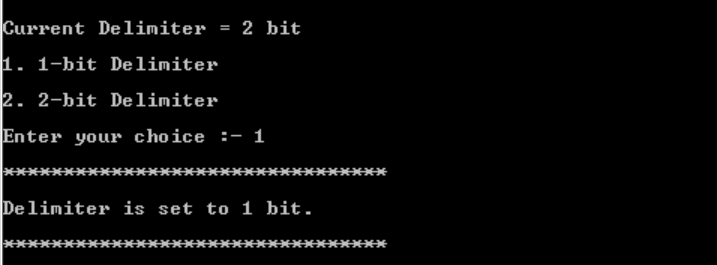 Current Delimiter = 2 bit
1. 1-bit Delimiter
2. 2-bit Delimiter
Enter your choice :- 1
********************************
Delimiter is set to 1 bit.
********************************